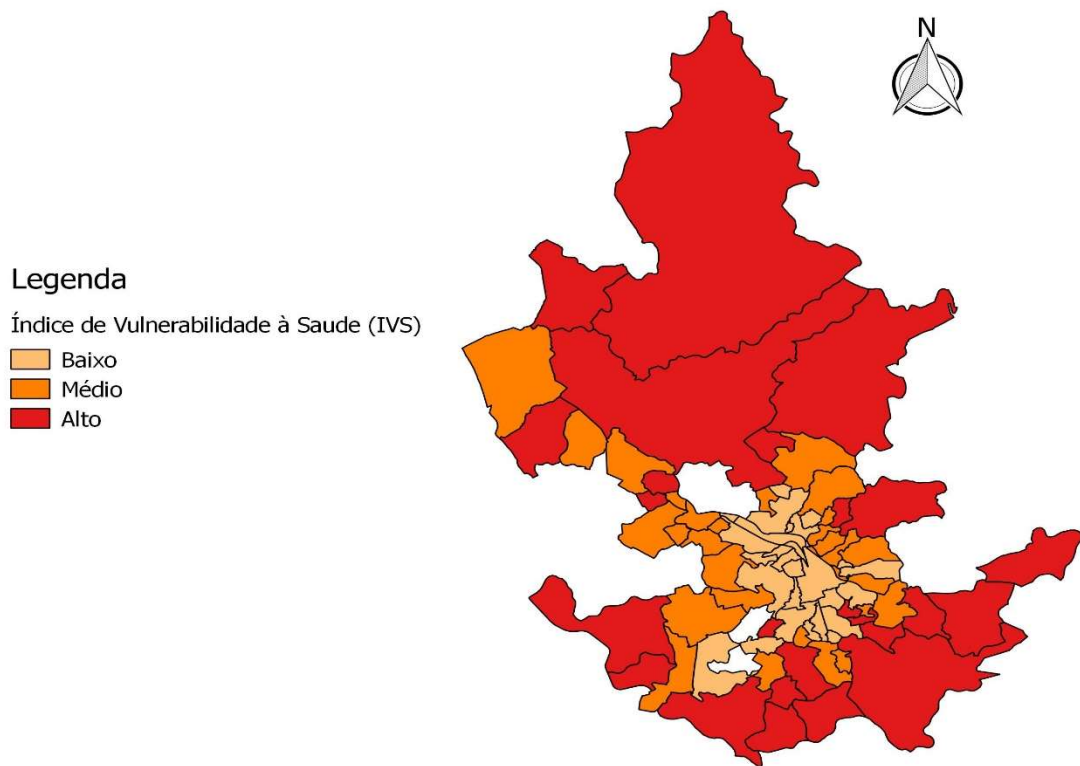 N
Legenda
Índice de Vulnerabilidade à Saude (IVS)
Baixo
Médio
Alto